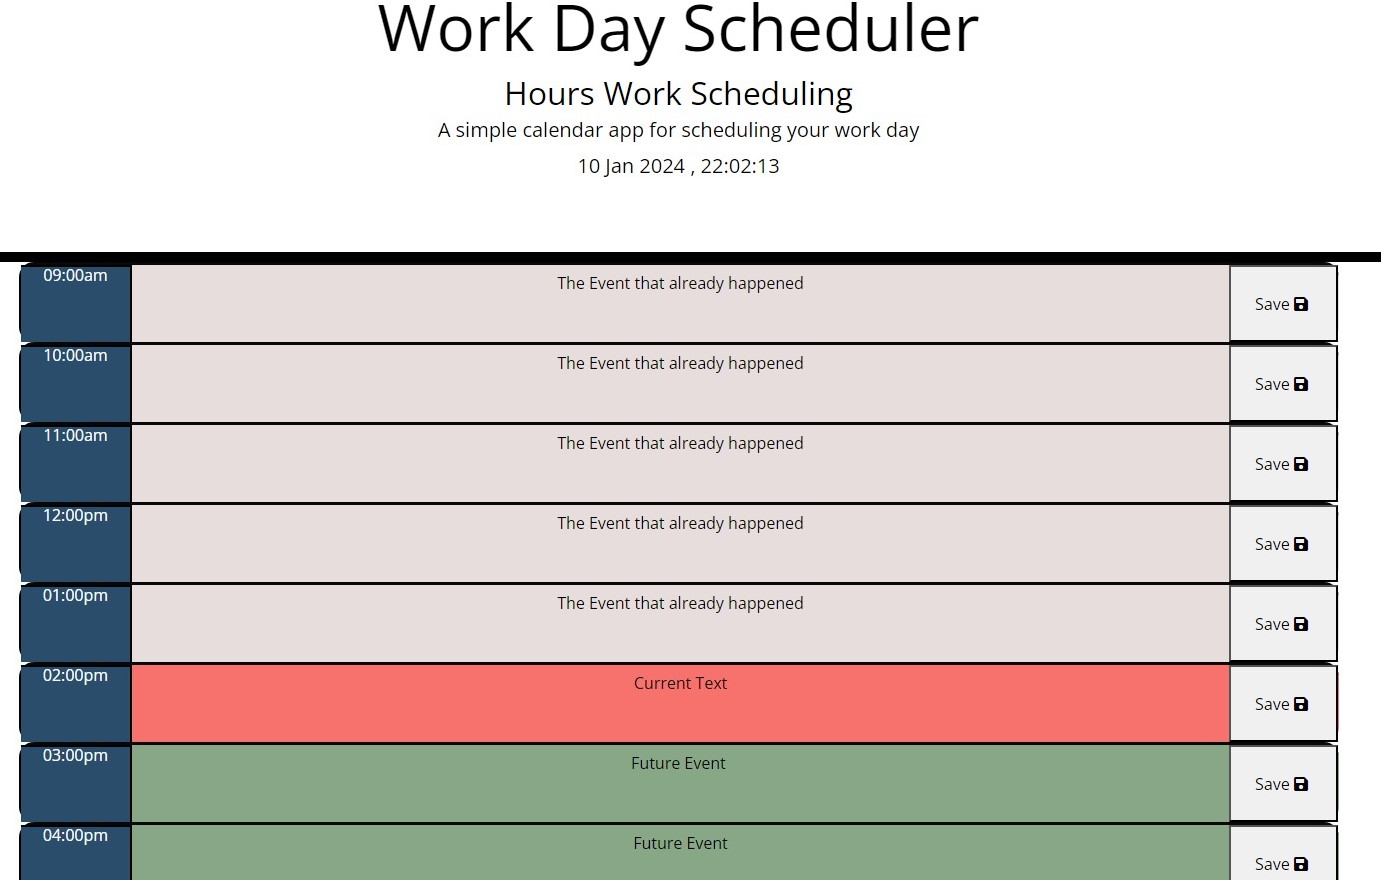 Work Day Scheduler
Hours Work Scheduling
A simple calendar app for scheduling your work day
10 Jan 2024 , 22:02:13
09:00am The Event that already happened Save
10:00am The Event that already happened Save
11:00am The Event that already happened Save
12:00pm The Event that already happened Save
01:00pm The Event that already happened Save
02:00pm Current Text Save
03:00pm Future Event Save
04:00pm Future Event Save